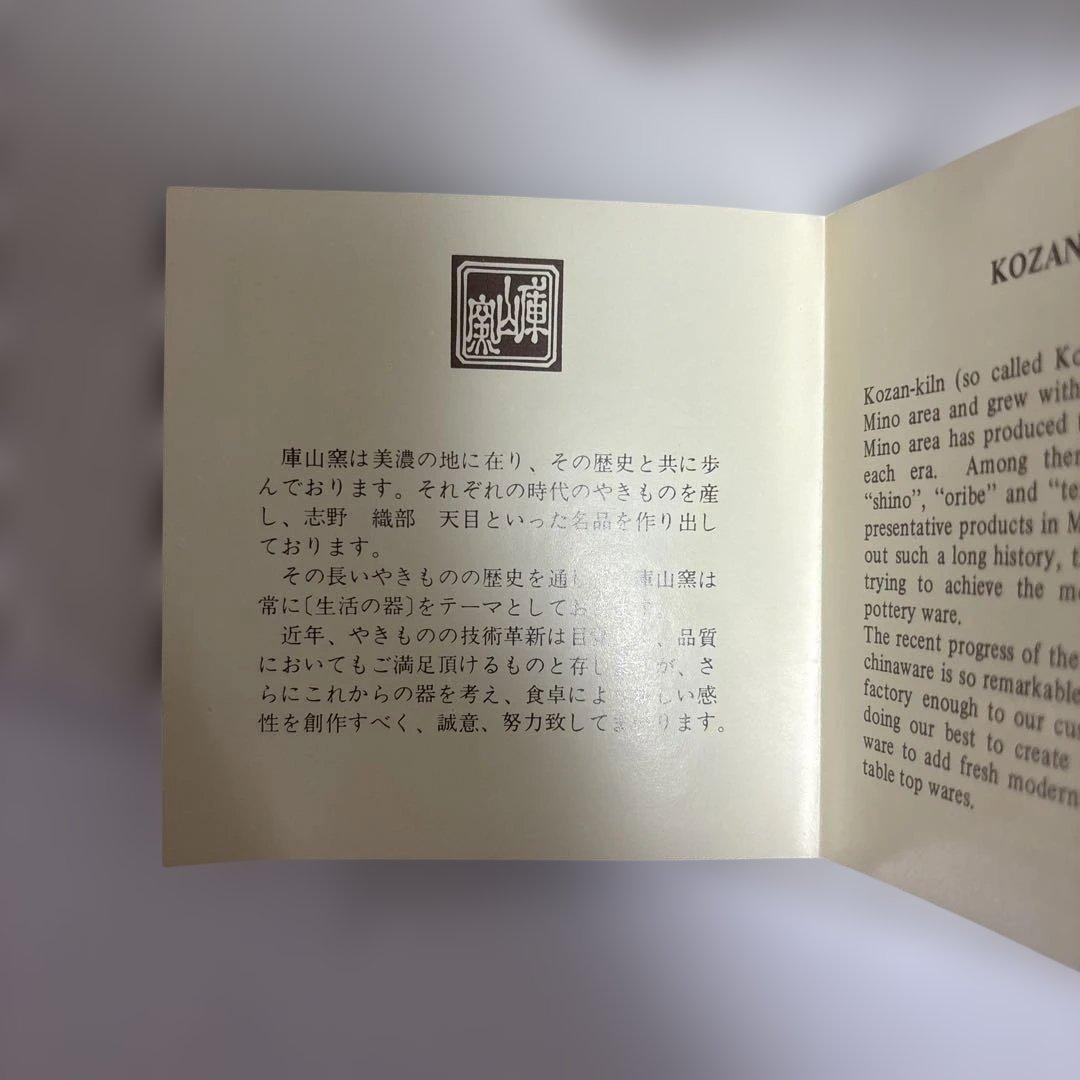 庫山窯
庫山窯は美濃の地に在り、その歴史と共に歩
んでおります。それぞれの時代のやきものを産
し、志野 織部 天目といった名品を作り出し
ております。
その長いやきものの歴史を通 庫山窯は
常に〔生活の器〕をテーマとしてお
近年、やきものの技術革新は目 、品質
においてもご満足頂けるものと存し が、さ
らにこれからの器を考え、食卓によ しい感
性を創作すべく、誠意、努力致して ります。
KOZAN
Kozan-kiln (so called Ko
Mino area and grew with
Mino area has produced
each era. Among ther
“shino”, “oribe” and “te
presentative products in M
out such a long history, t
trying to achieve the m
pottery ware.
The recent progress of the
chinaware is so remarkable
factory enough to our cus
doing our best to create
ware to add fresh modern
table top wares.